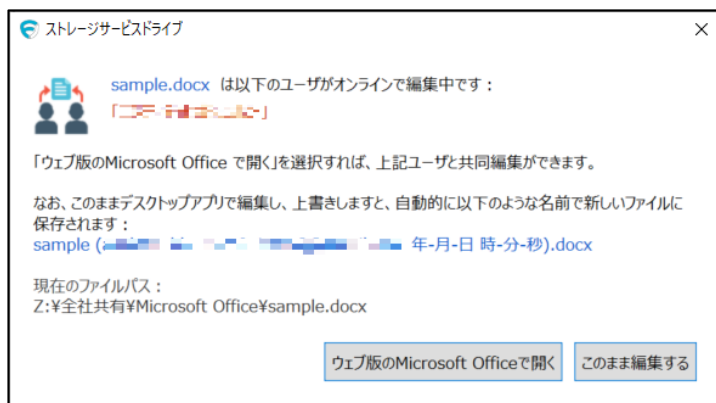 ストレージサービスドライブ
sample.docx は以下のユーザがオンラインで編集中です：
「ウェブ版のMicrosoft Office で開く」を選択すれば、上記ユーザと共同編集ができます。
なお、このままデスクトップアプリで編集し、上書きしますと、自動的に以下のような名前で新しいファイルに
保存されます：
sample ( 年-月-日 時-分-秒).docx
現在のファイルパス：
Z:¥全社共有¥Microsoft Office¥sample.docx
ウェブ版のMicrosoft Officeで開く
このまま編集する